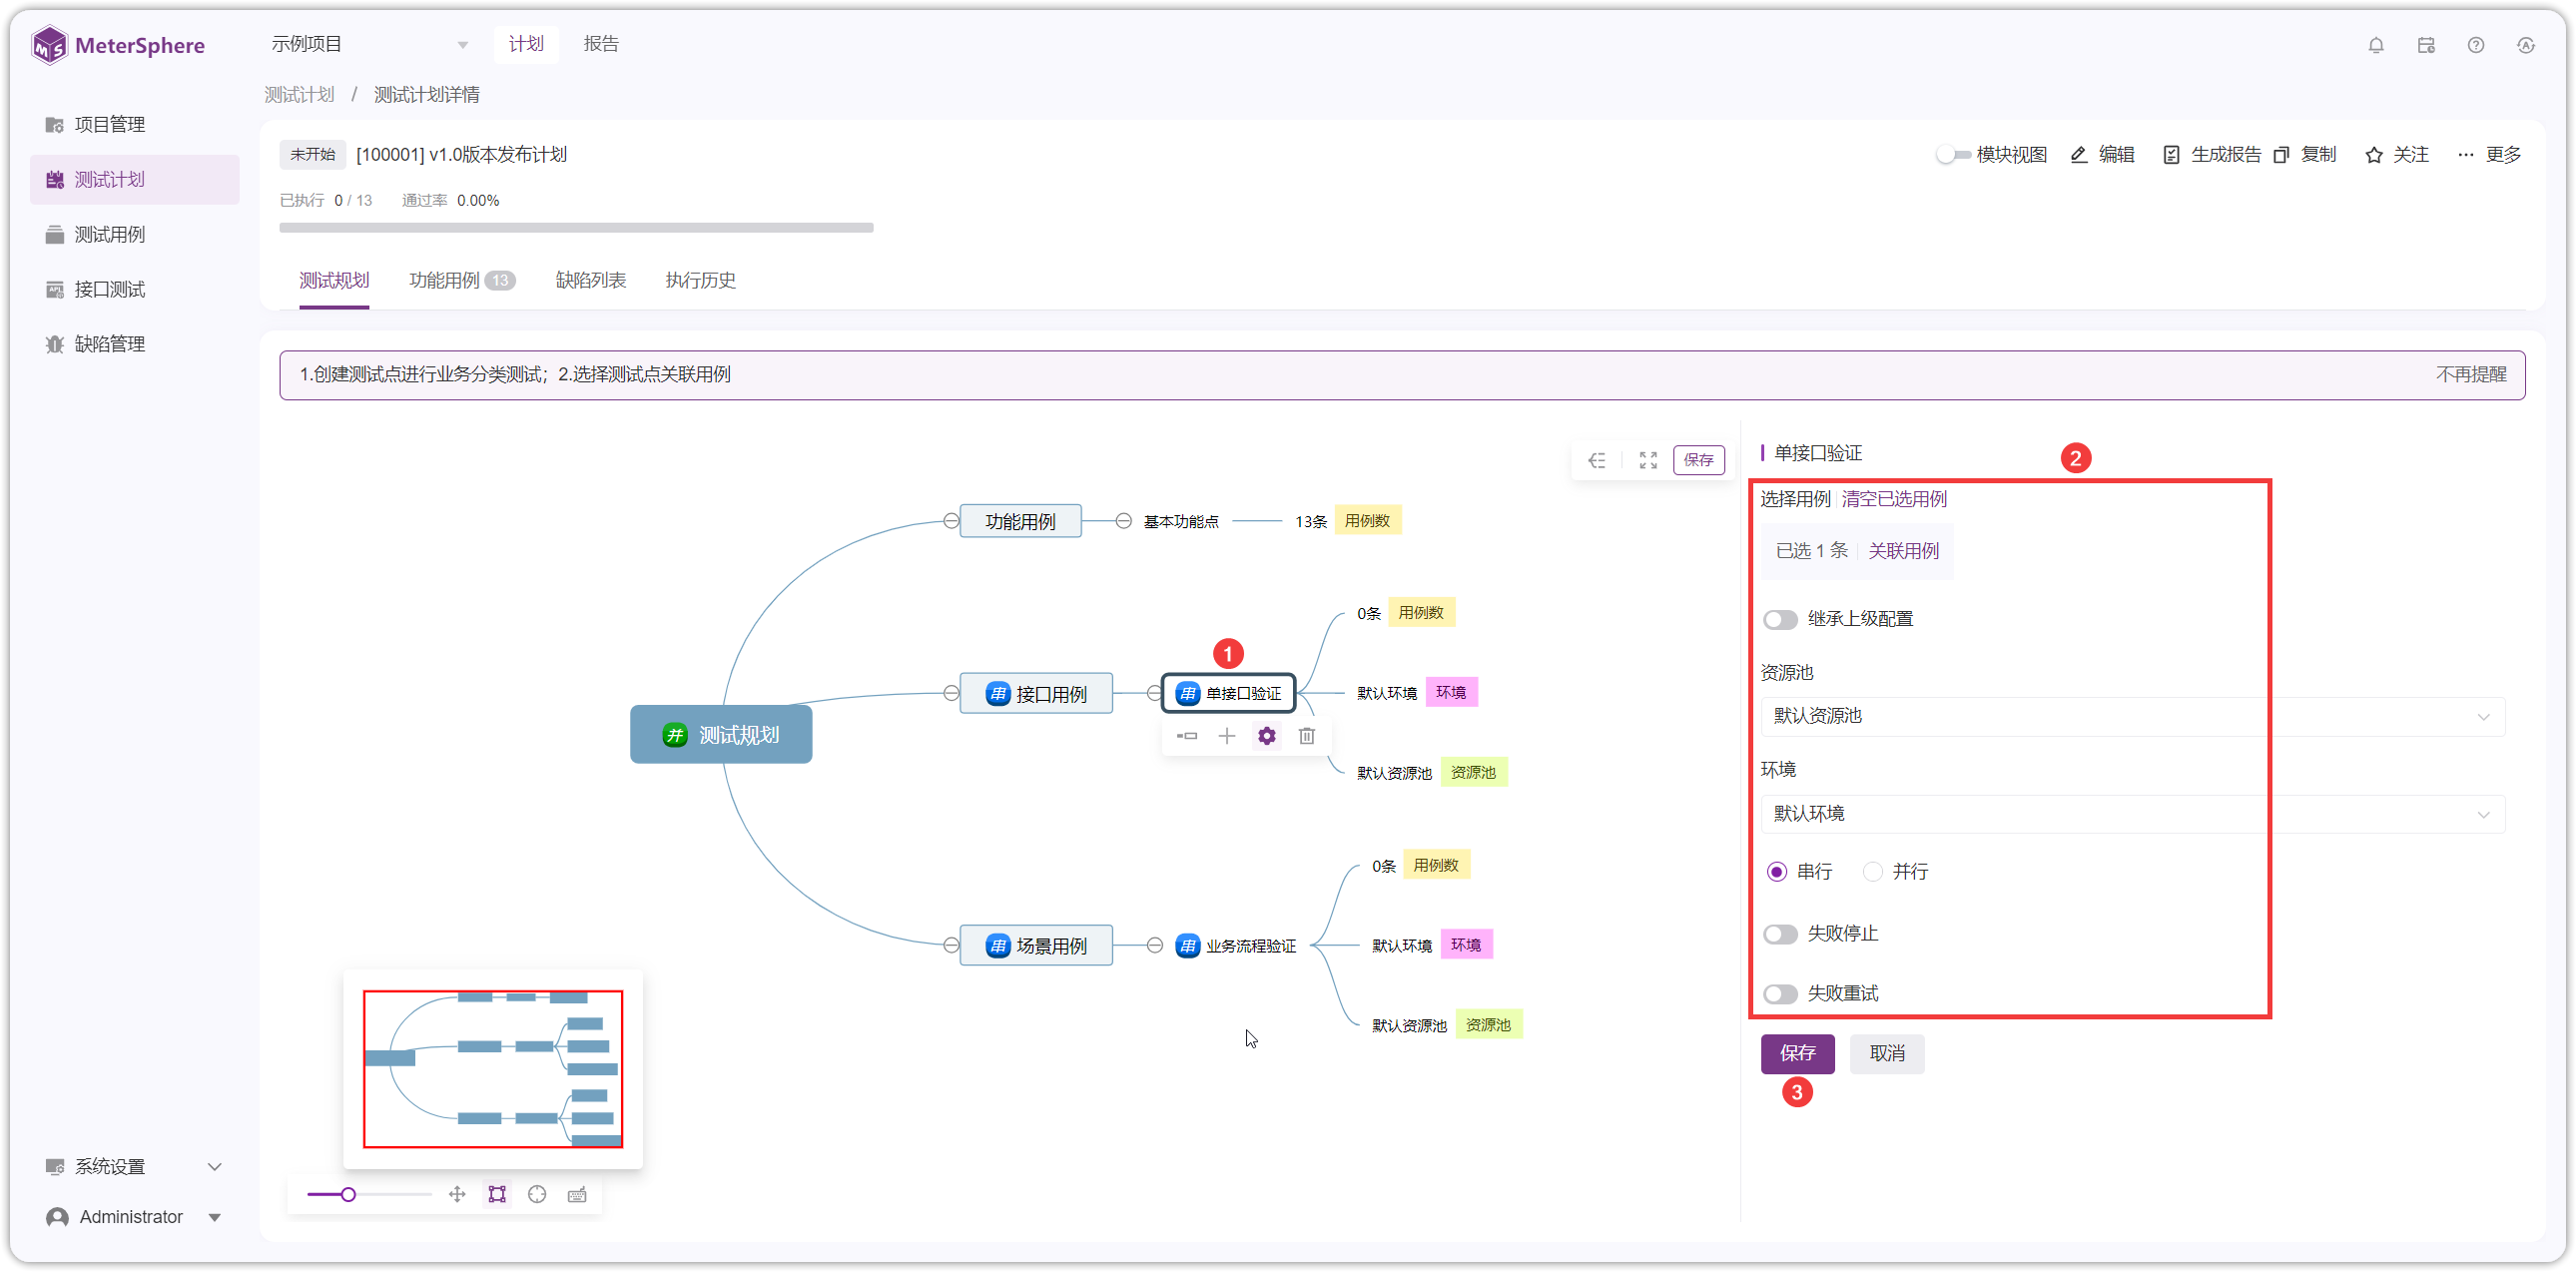 MeterSphere
示例项目
计划
报告
测试计划 / 测试计划详情
项目管理
测试计划
测试用例
接口测试
缺陷管理
系统设置
Administrator
未开始 [100001] v1.0版本发布计划
模块视图
编辑
生成报告
复制
关注
更多
已执行 0 / 13 通过率 0.00%
测试规划
功能用例 13
缺陷列表
执行历史
1.创建测试点进行业务分类测试；2.选择测试点关联用例
不再提醒
保存
功能用例
基本功能点
13条 用例数
并 测试规划
串 接口用例
1
串 单接口验证
0条 用例数
默认环境 环境
默认资源池 资源池
串 场景用例
串 业务流程验证
0条 用例数
默认环境 环境
默认资源池 资源池
单接口验证
2
选择用例 清空已选用例
已选 1 条 关联用例
继承上级配置
资源池
默认资源池
环境
默认环境
串行
并行
失败停止
失败重试
保存
取消
3